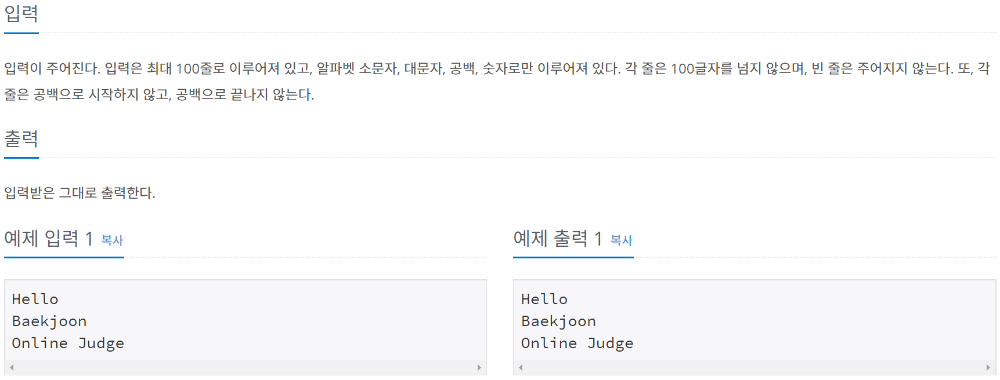 입력
입력이 주어진다. 입력은 최대 100줄로 이루어져 있고, 알파벳 소문자, 대문자, 공백, 숫자로만 이루어져 있다. 각 줄은 100글자를 넘지 않으며, 빈 줄은 주어지지 않는다. 또, 각
줄은 공백으로 시작하지 않고, 공백으로 끝나지 않는다.
출력
입력받은 그대로 출력한다.
예제 입력 1 복사
Hello
Baekjoon
Online Judge
예제 출력 1 복사
Hello
Baekjoon
Online Judge